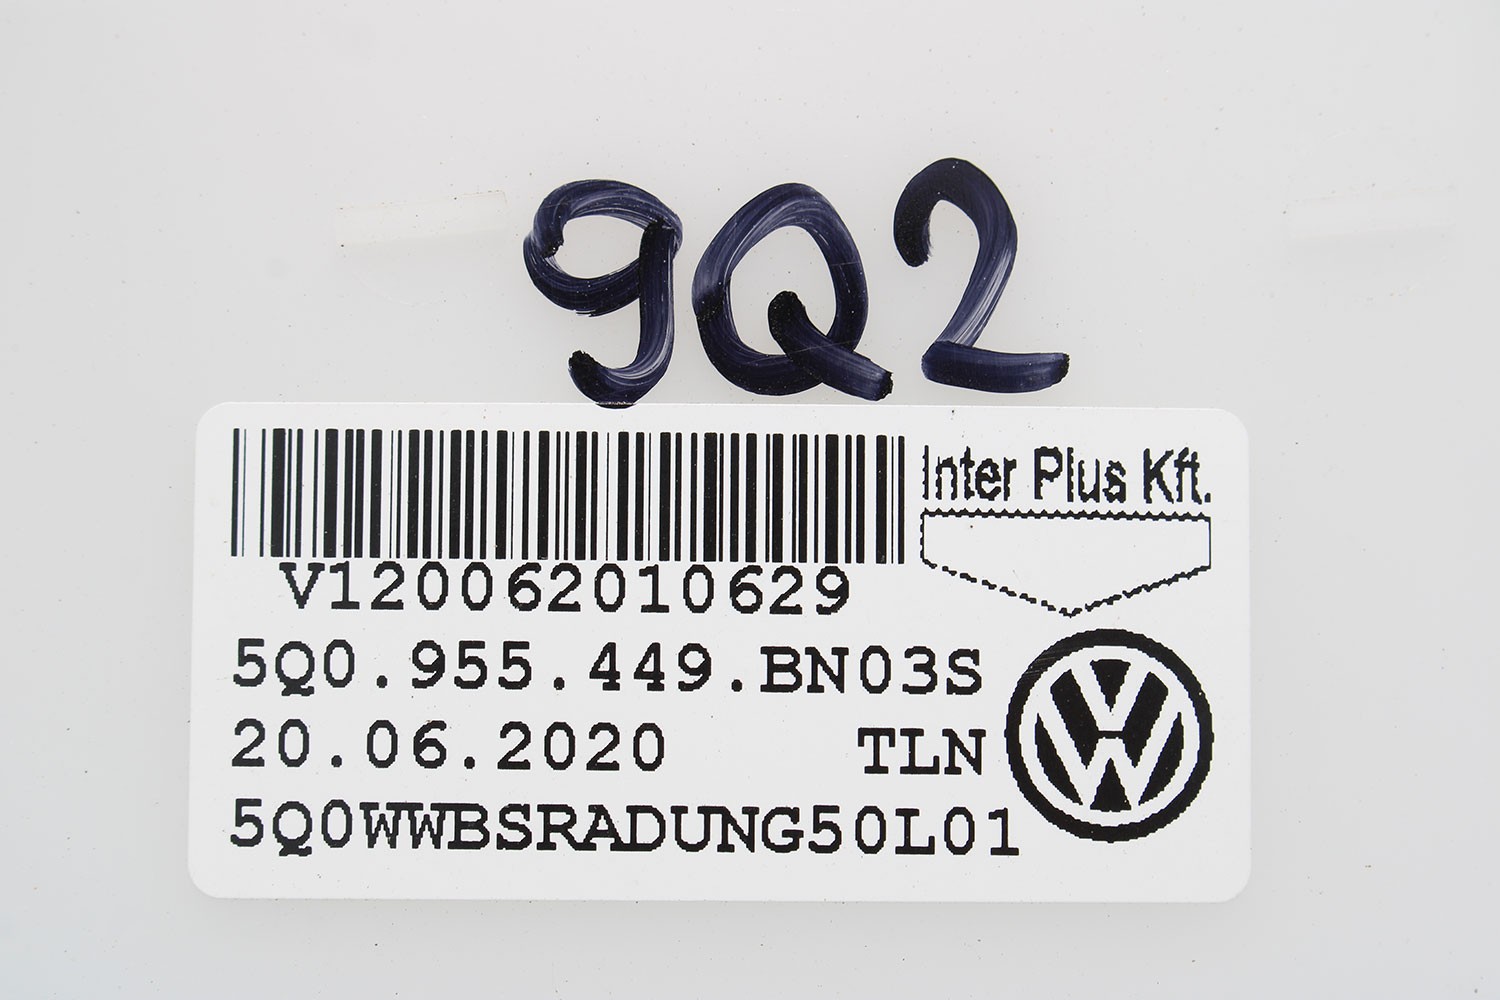 9Q2
Inter Plus Kft.
V120062010629
5Q0.955.449.BN03S
20.06.2020 TLN
5Q0WWBSRADUNG50L01